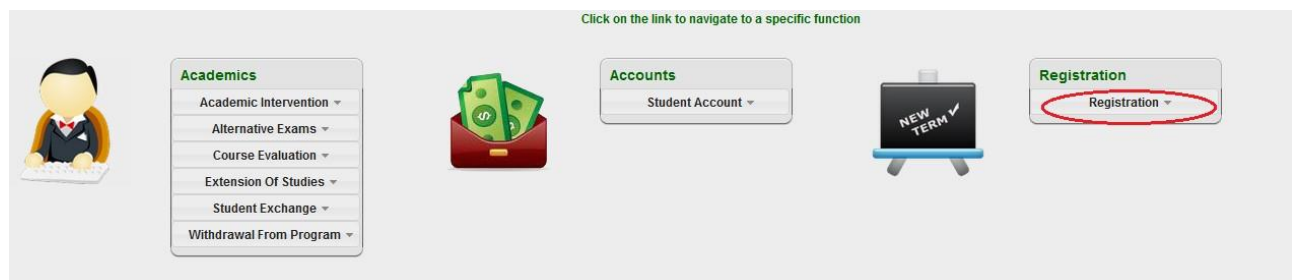 Click on the link to navigate to a specific function
Academics
Academic Intervention
Alternative Exams
Course Evaluation
Extension Of Studies
Student Exchange
Withdrawal From Program
Accounts
Student Account
NEW
TERM
Registration
Registration